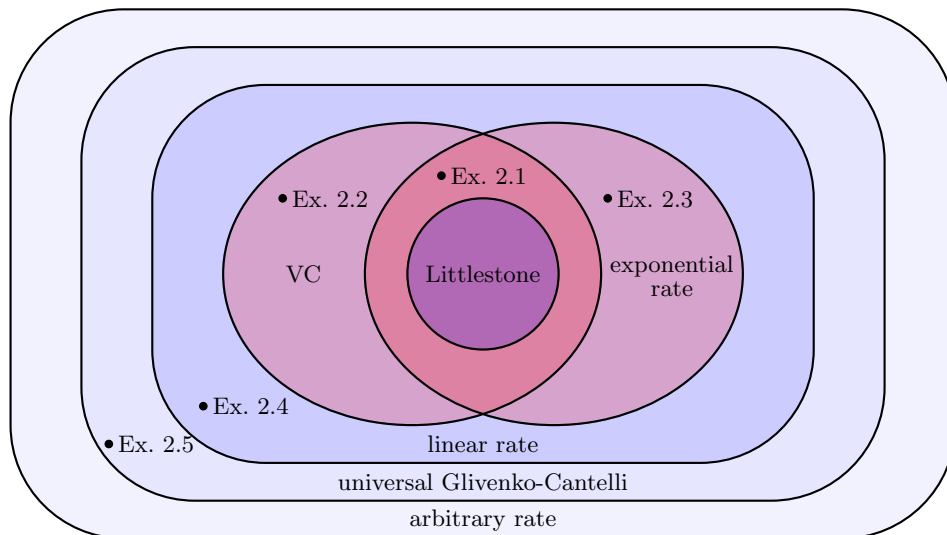 Ex. 2.1
Ex. 2.2
Ex. 2.3
VC
Littlestone
exponential
rate
Ex. 2.4
Ex. 2.5
linear rate
universal Glivenko-Cantelli
arbitrary rate